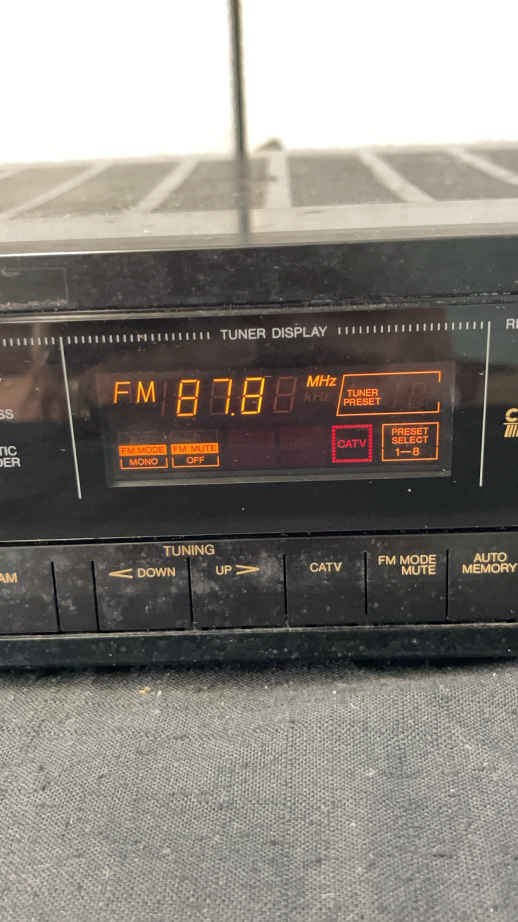 TUNER DISPLAY
FM 87.8 MHz
kHz
TUNER
PRESET
FM MODE
MONO
FM MUTE
OFF
CATV
PRESET
SELECT
1—8
TUNING
DOWN
UP
CATV
FM MODE
MUTE
AUTO
MEMORY